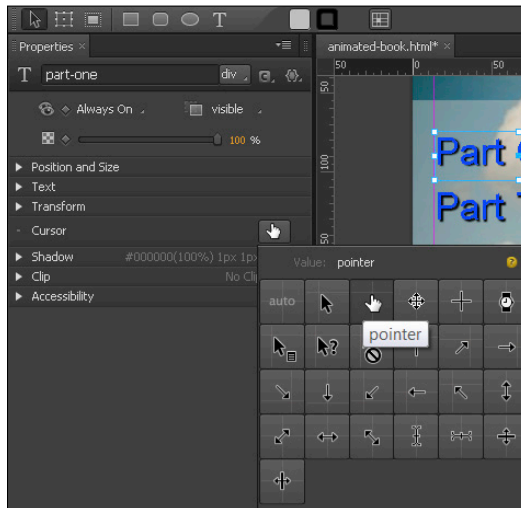 T
Properties ×
animated-book.html* ×
T part-one div
50 0 50
50
Always On visible
100 %
Part
Position and Size
100
Text
Transform
Part T
Cursor
50
Shadow #000000(100%) 1px 1px
Value: pointer ?
Clip No Cli
Accessibility
auto
pointer
?